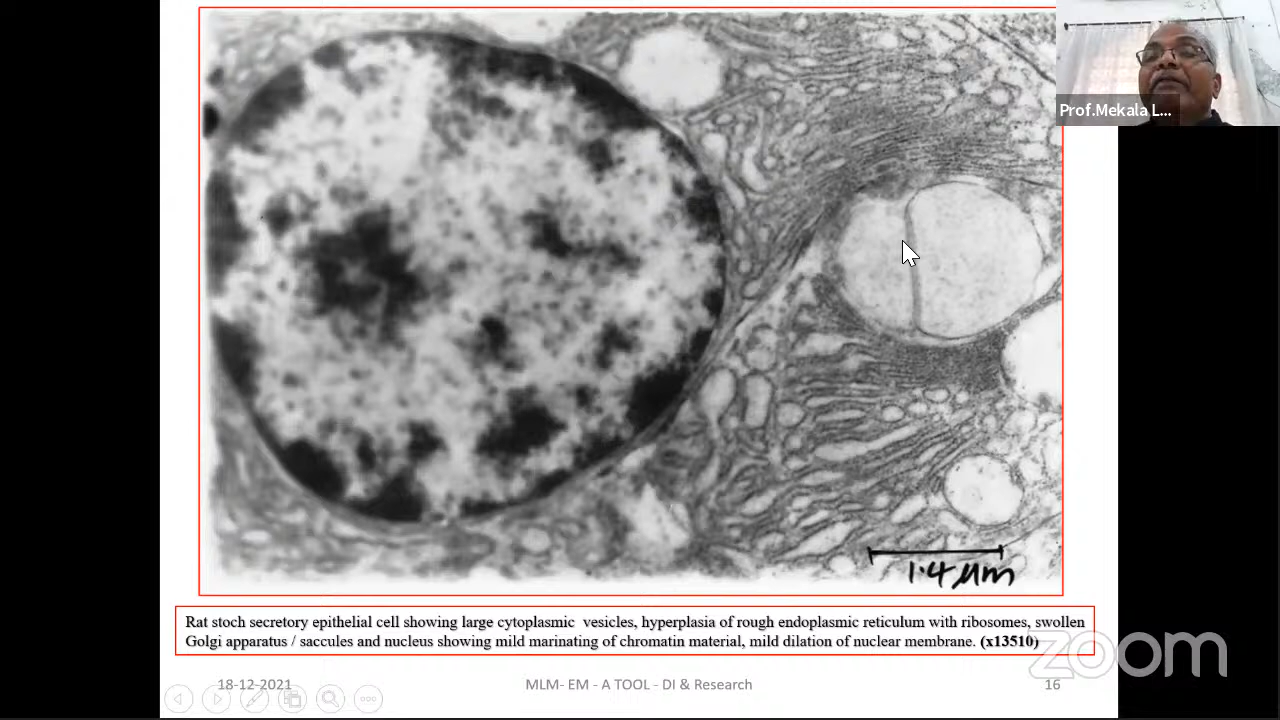 Prof.Mekala L...
1.4 µm
Rat stoch secretory epithelial cell showing large cytoplasmic vesicles, hyperplasia of rough endoplasmic reticulum with ribosomes, swollen
Golgi apparatus / saccules and nucleus showing mild marinating of chromatin material, mild dilation of nuclear membrane. (x13510)
zoom
18-12-2021 MLM- EM - A TOOL - DI & Research 16